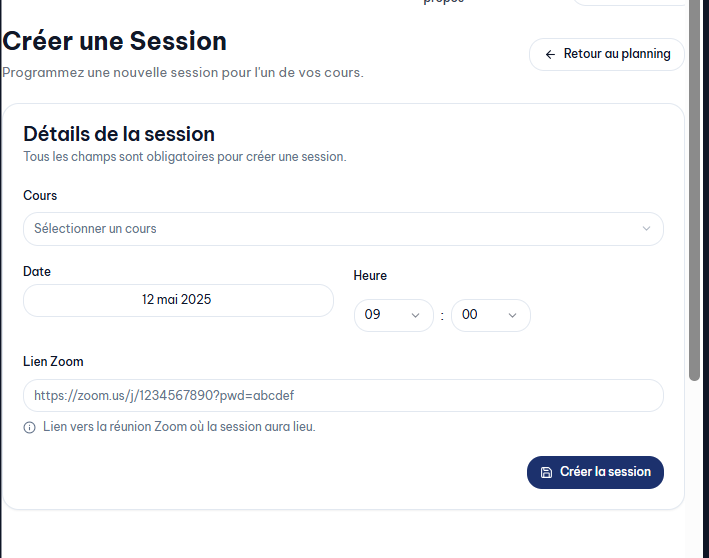 propos
Créer une Session
Retour au planning
Programmez une nouvelle session pour l'un de vos cours.
Détails de la session
Tous les champs sont obligatoires pour créer une session.
Cours
Sélectionner un cours
Date
Heure
12 mai 2025
09 : 00
Lien Zoom
https://zoom.us/j/1234567890?pwd=abcdef
Lien vers la réunion Zoom où la session aura lieu.
Créer la session